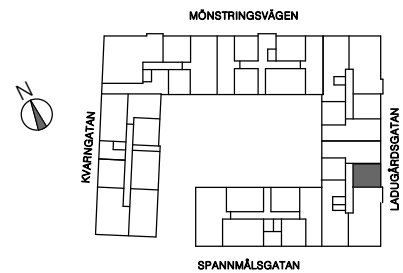 MÖNSTRINGSVÄGEN
N
KVARNGATAN
LADUGÅRDSGATAN
SPANNMÅLSGATAN